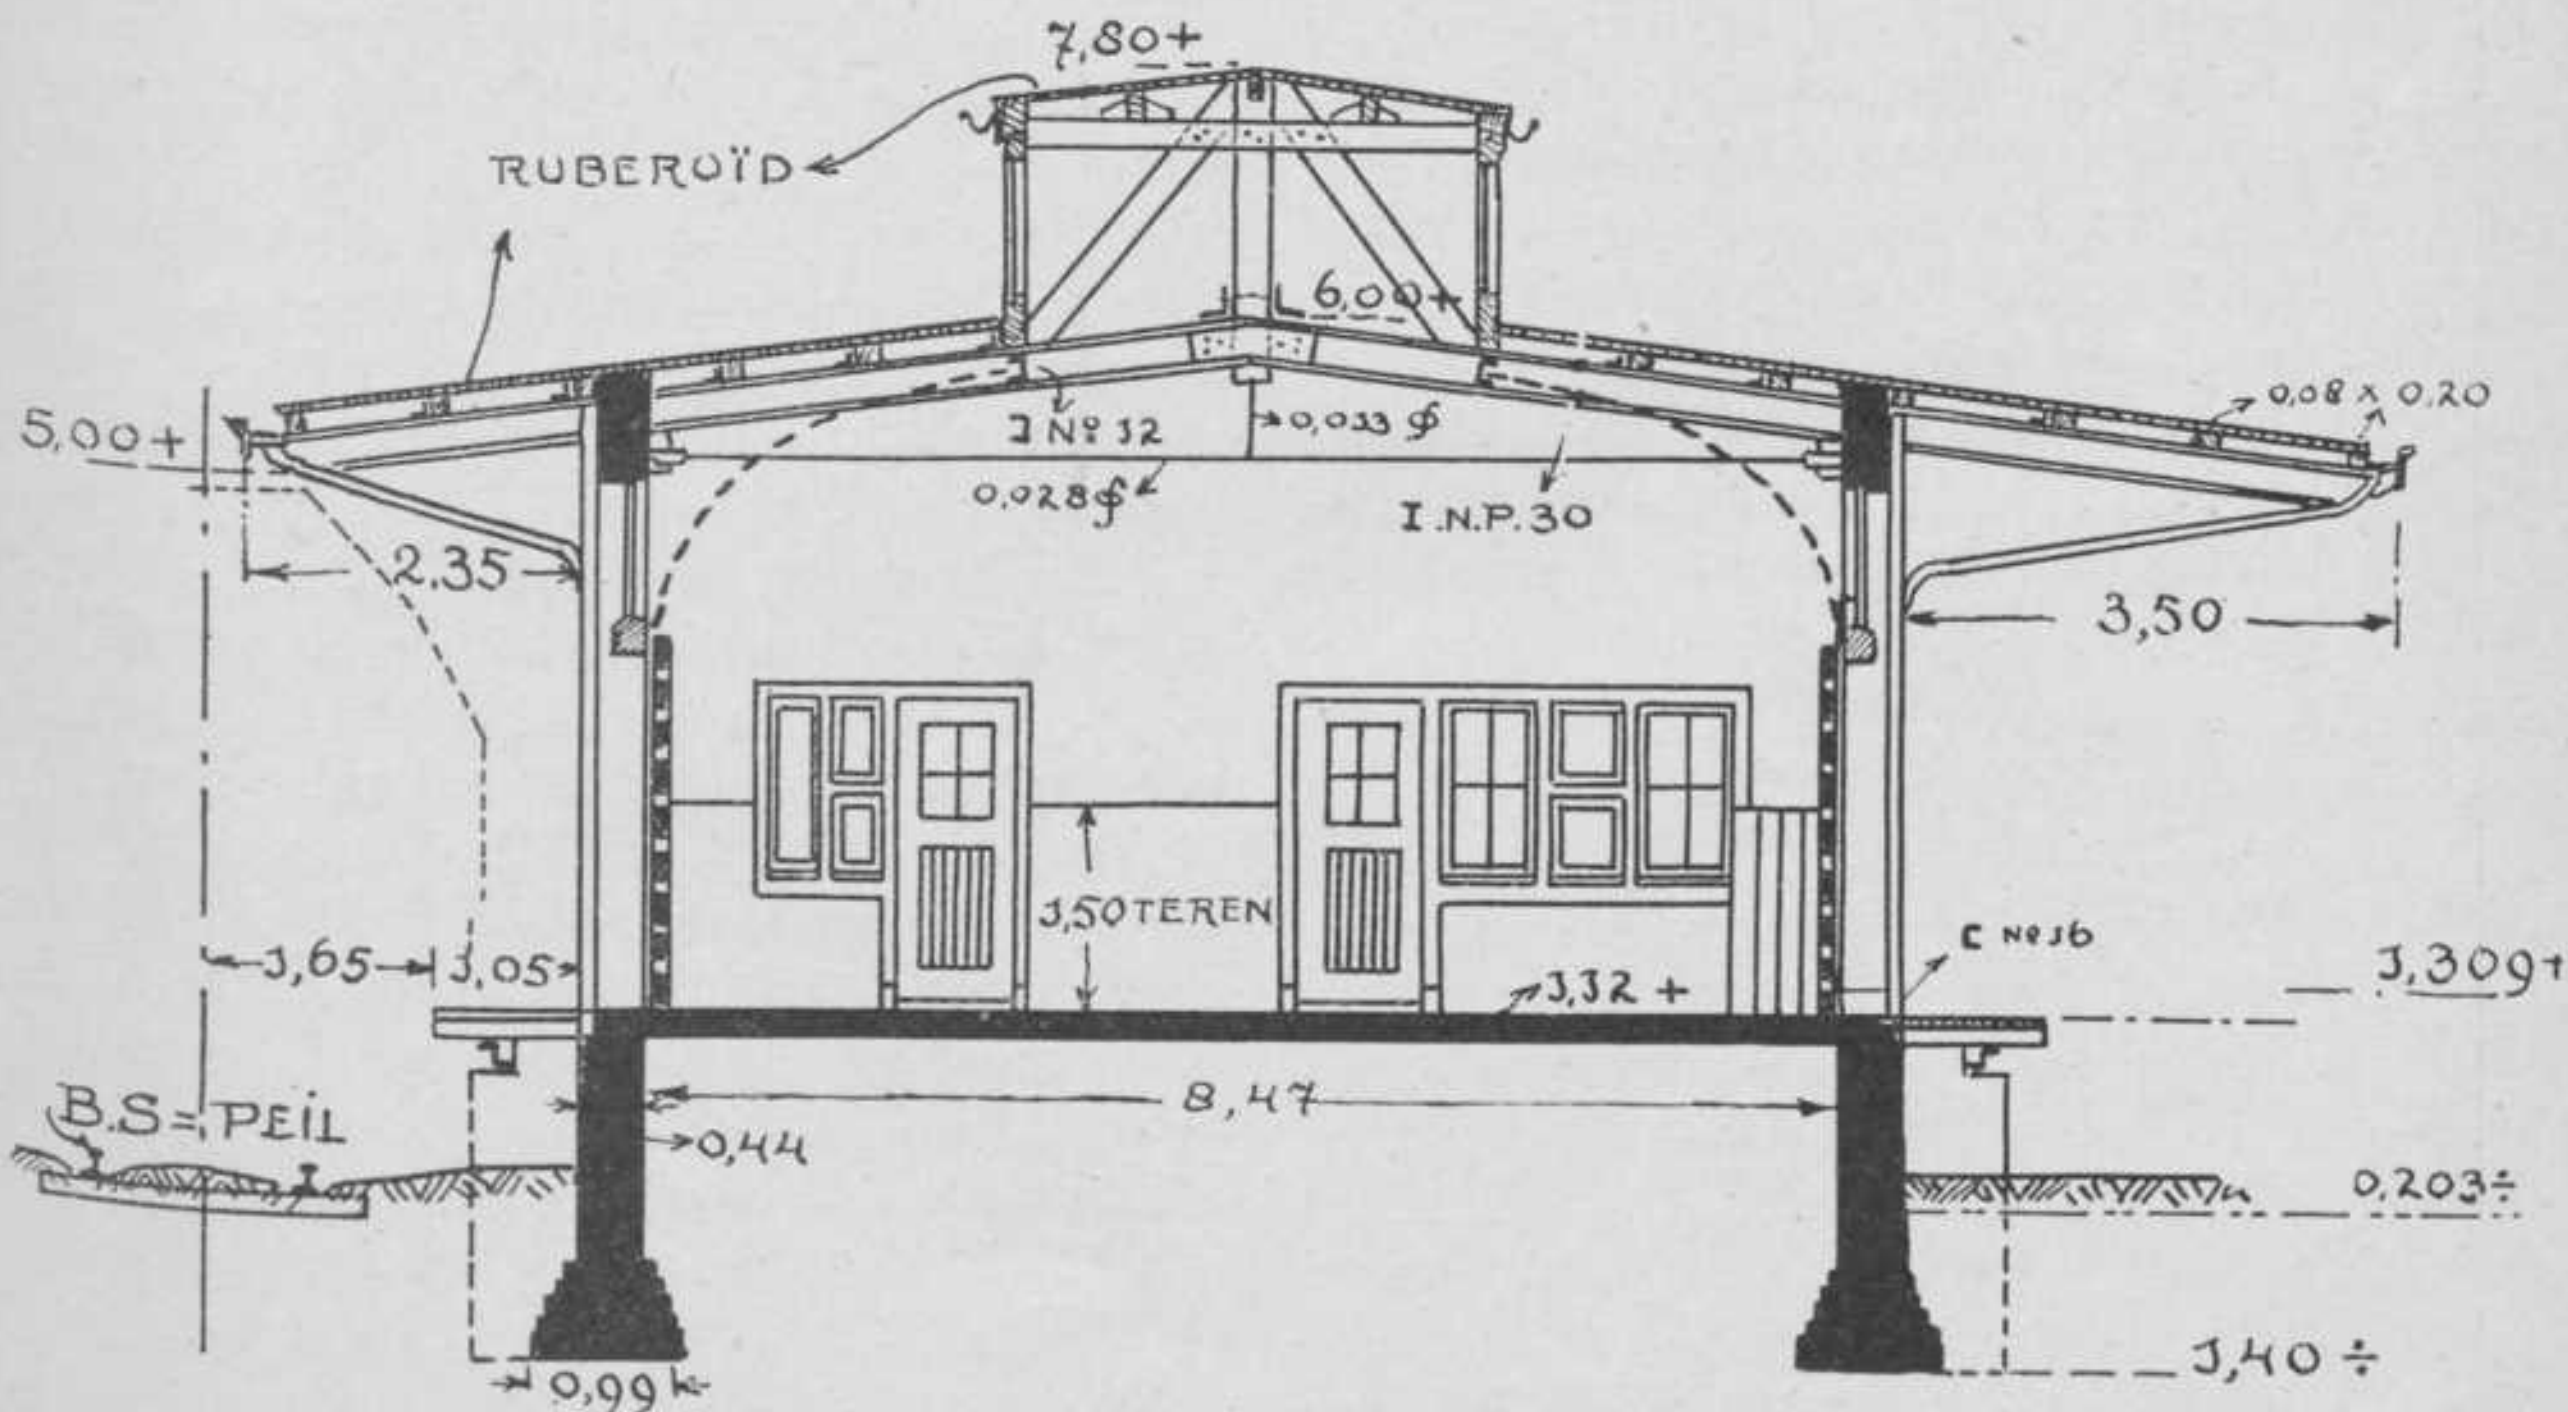 7,80+
RUBEROÏD
6,00+
5,00+
0,08 x 0,20
I No 12
0,033 ф
0.028 ф
I.N.P.30
2.35
3,50
1,50 TEREN
1,65
1,05
1,12 +
C No 16
1,309+
8,47
B.S = PEIL
0,44
0,203÷
0,99
1,40 ÷